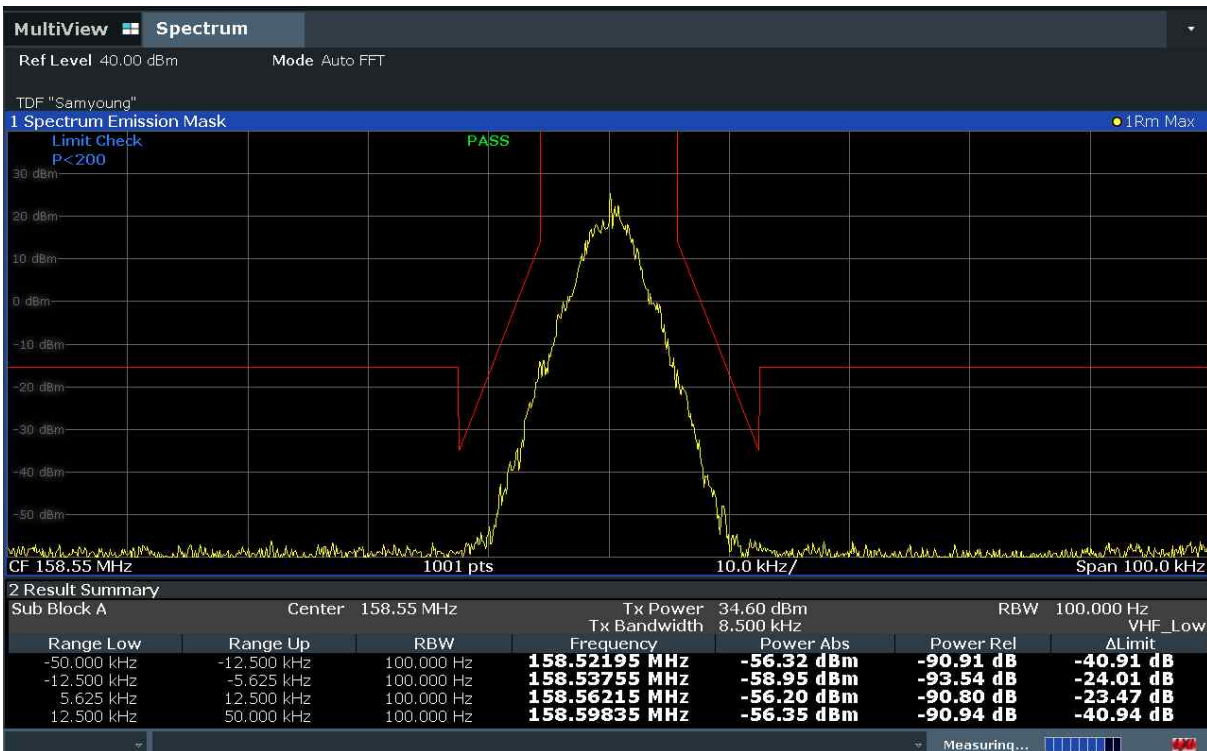 MultiView Spectrum
Ref Level 40.00 dBm Mode Auto FFT
TDF "Samyoung"
1 Spectrum Emission Mask 1Rm Max
Limit Check PASS
P<200
30 dBm
20 dBm
10 dBm
0 dBm
-10 dBm
-20 dBm
-30 dBm
-40 dBm
-50 dBm
CF 158.55 MHz 1001 pts 10.0 kHz/ Span 100.0 kHz
2 Result Summary
Sub Block A Center 158.55 MHz Tx Power 34.60 dBm RBW 100.000 Hz
Tx Bandwidth 8.500 kHz VHF_Low
Range Low Range Up RBW Frequency Power Abs Power Rel ΔLimit
-50.000 kHz -12.500 kHz 100.000 Hz 158.52195 MHz -56.32 dBm -90.91 dB -40.91 dB
-12.500 kHz -5.625 kHz 100.000 Hz 158.53755 MHz -58.95 dBm -93.54 dB -24.01 dB
5.625 kHz 12.500 kHz 100.000 Hz 158.56215 MHz -56.20 dBm -90.80 dB -23.47 dB
12.500 kHz 50.000 kHz 100.000 Hz 158.59835 MHz -56.35 dBm -90.94 dB -40.94 dB
Measuring...